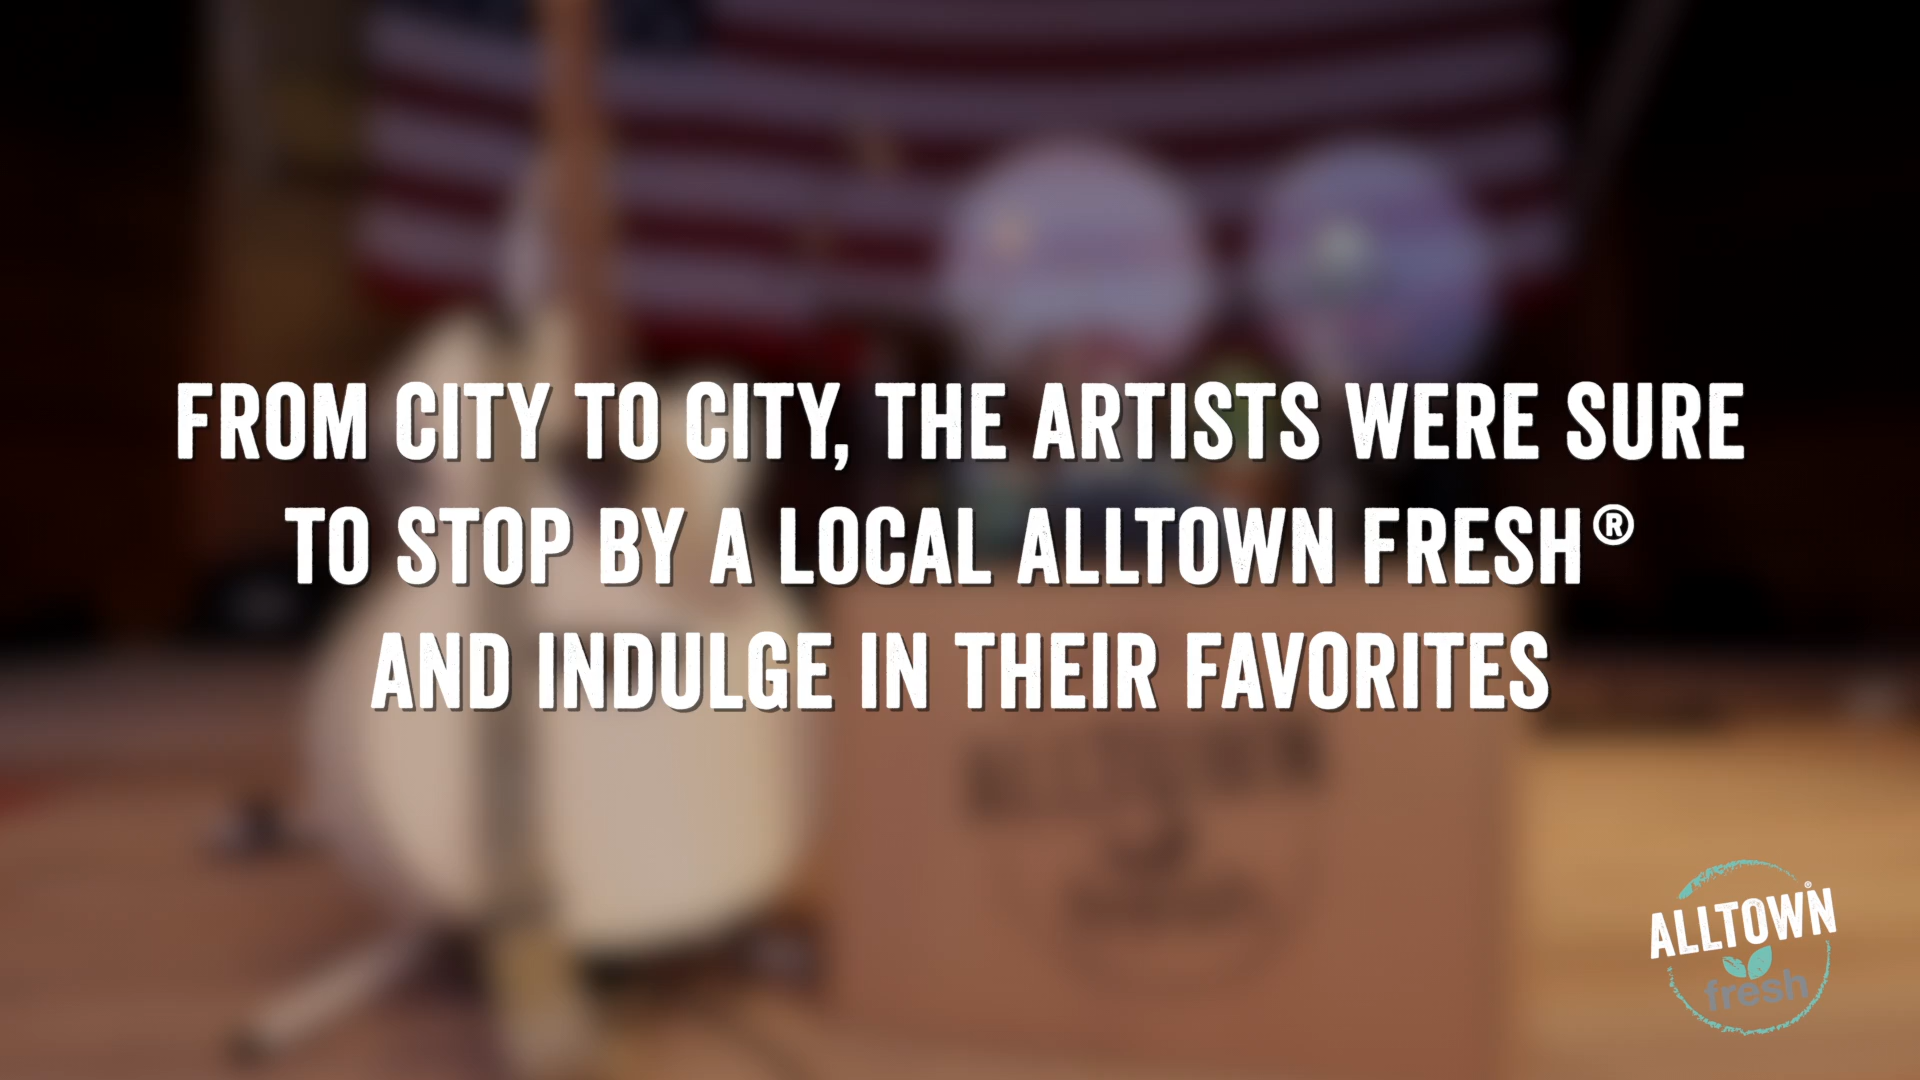 FROM CITY TO CITY, THE ARTISTS WERE SURE
TO STOP BY A LOCAL ALLTOWN FRESH®
AND INDULGE IN THEIR FAVORITES
ALLTOWN
ALLTOWN®
fresh